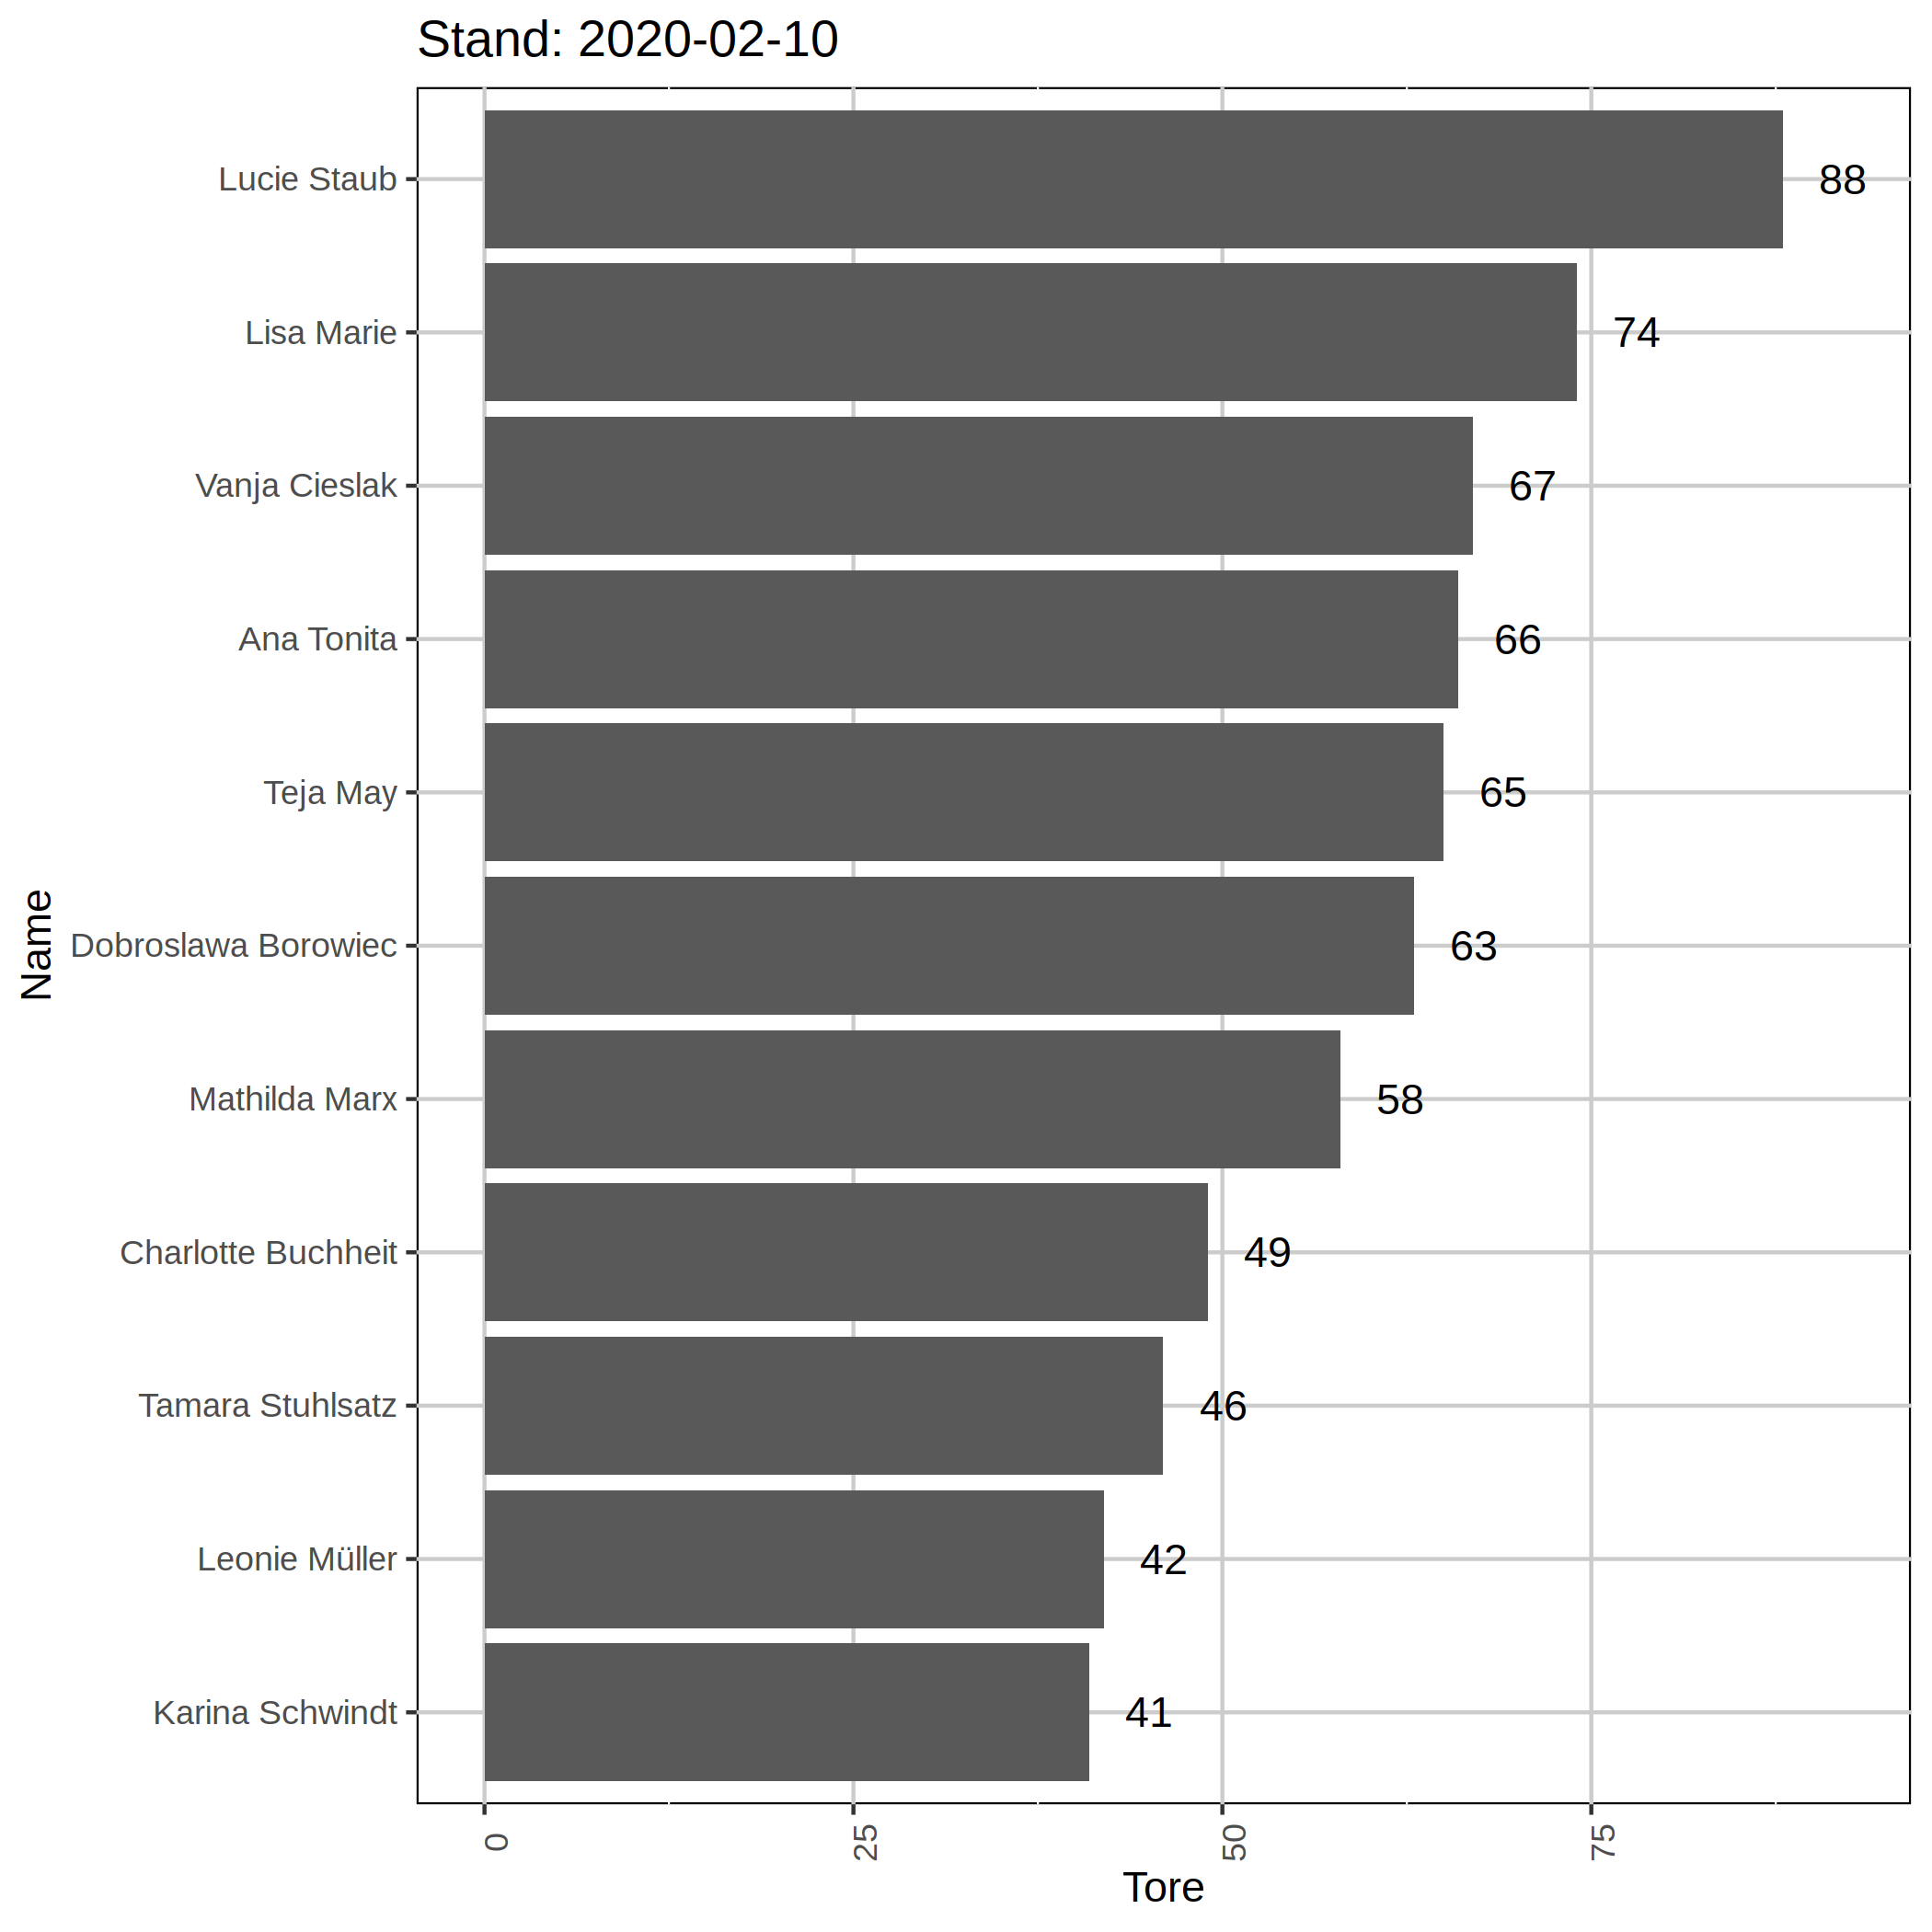 Stand: 2020-02-10
Name
Lucie Staub 88
Lisa Marie 74
Vanja Cieslak 67
Ana Tonita 66
Teja May 65
Dobroslawa Borowiec 63
Mathilda Marx 58
Charlotte Buchheit 49
Tamara Stuhlsatz 46
Leonie Müller 42
Karina Schwindt 41
0 25 50 75
Tore